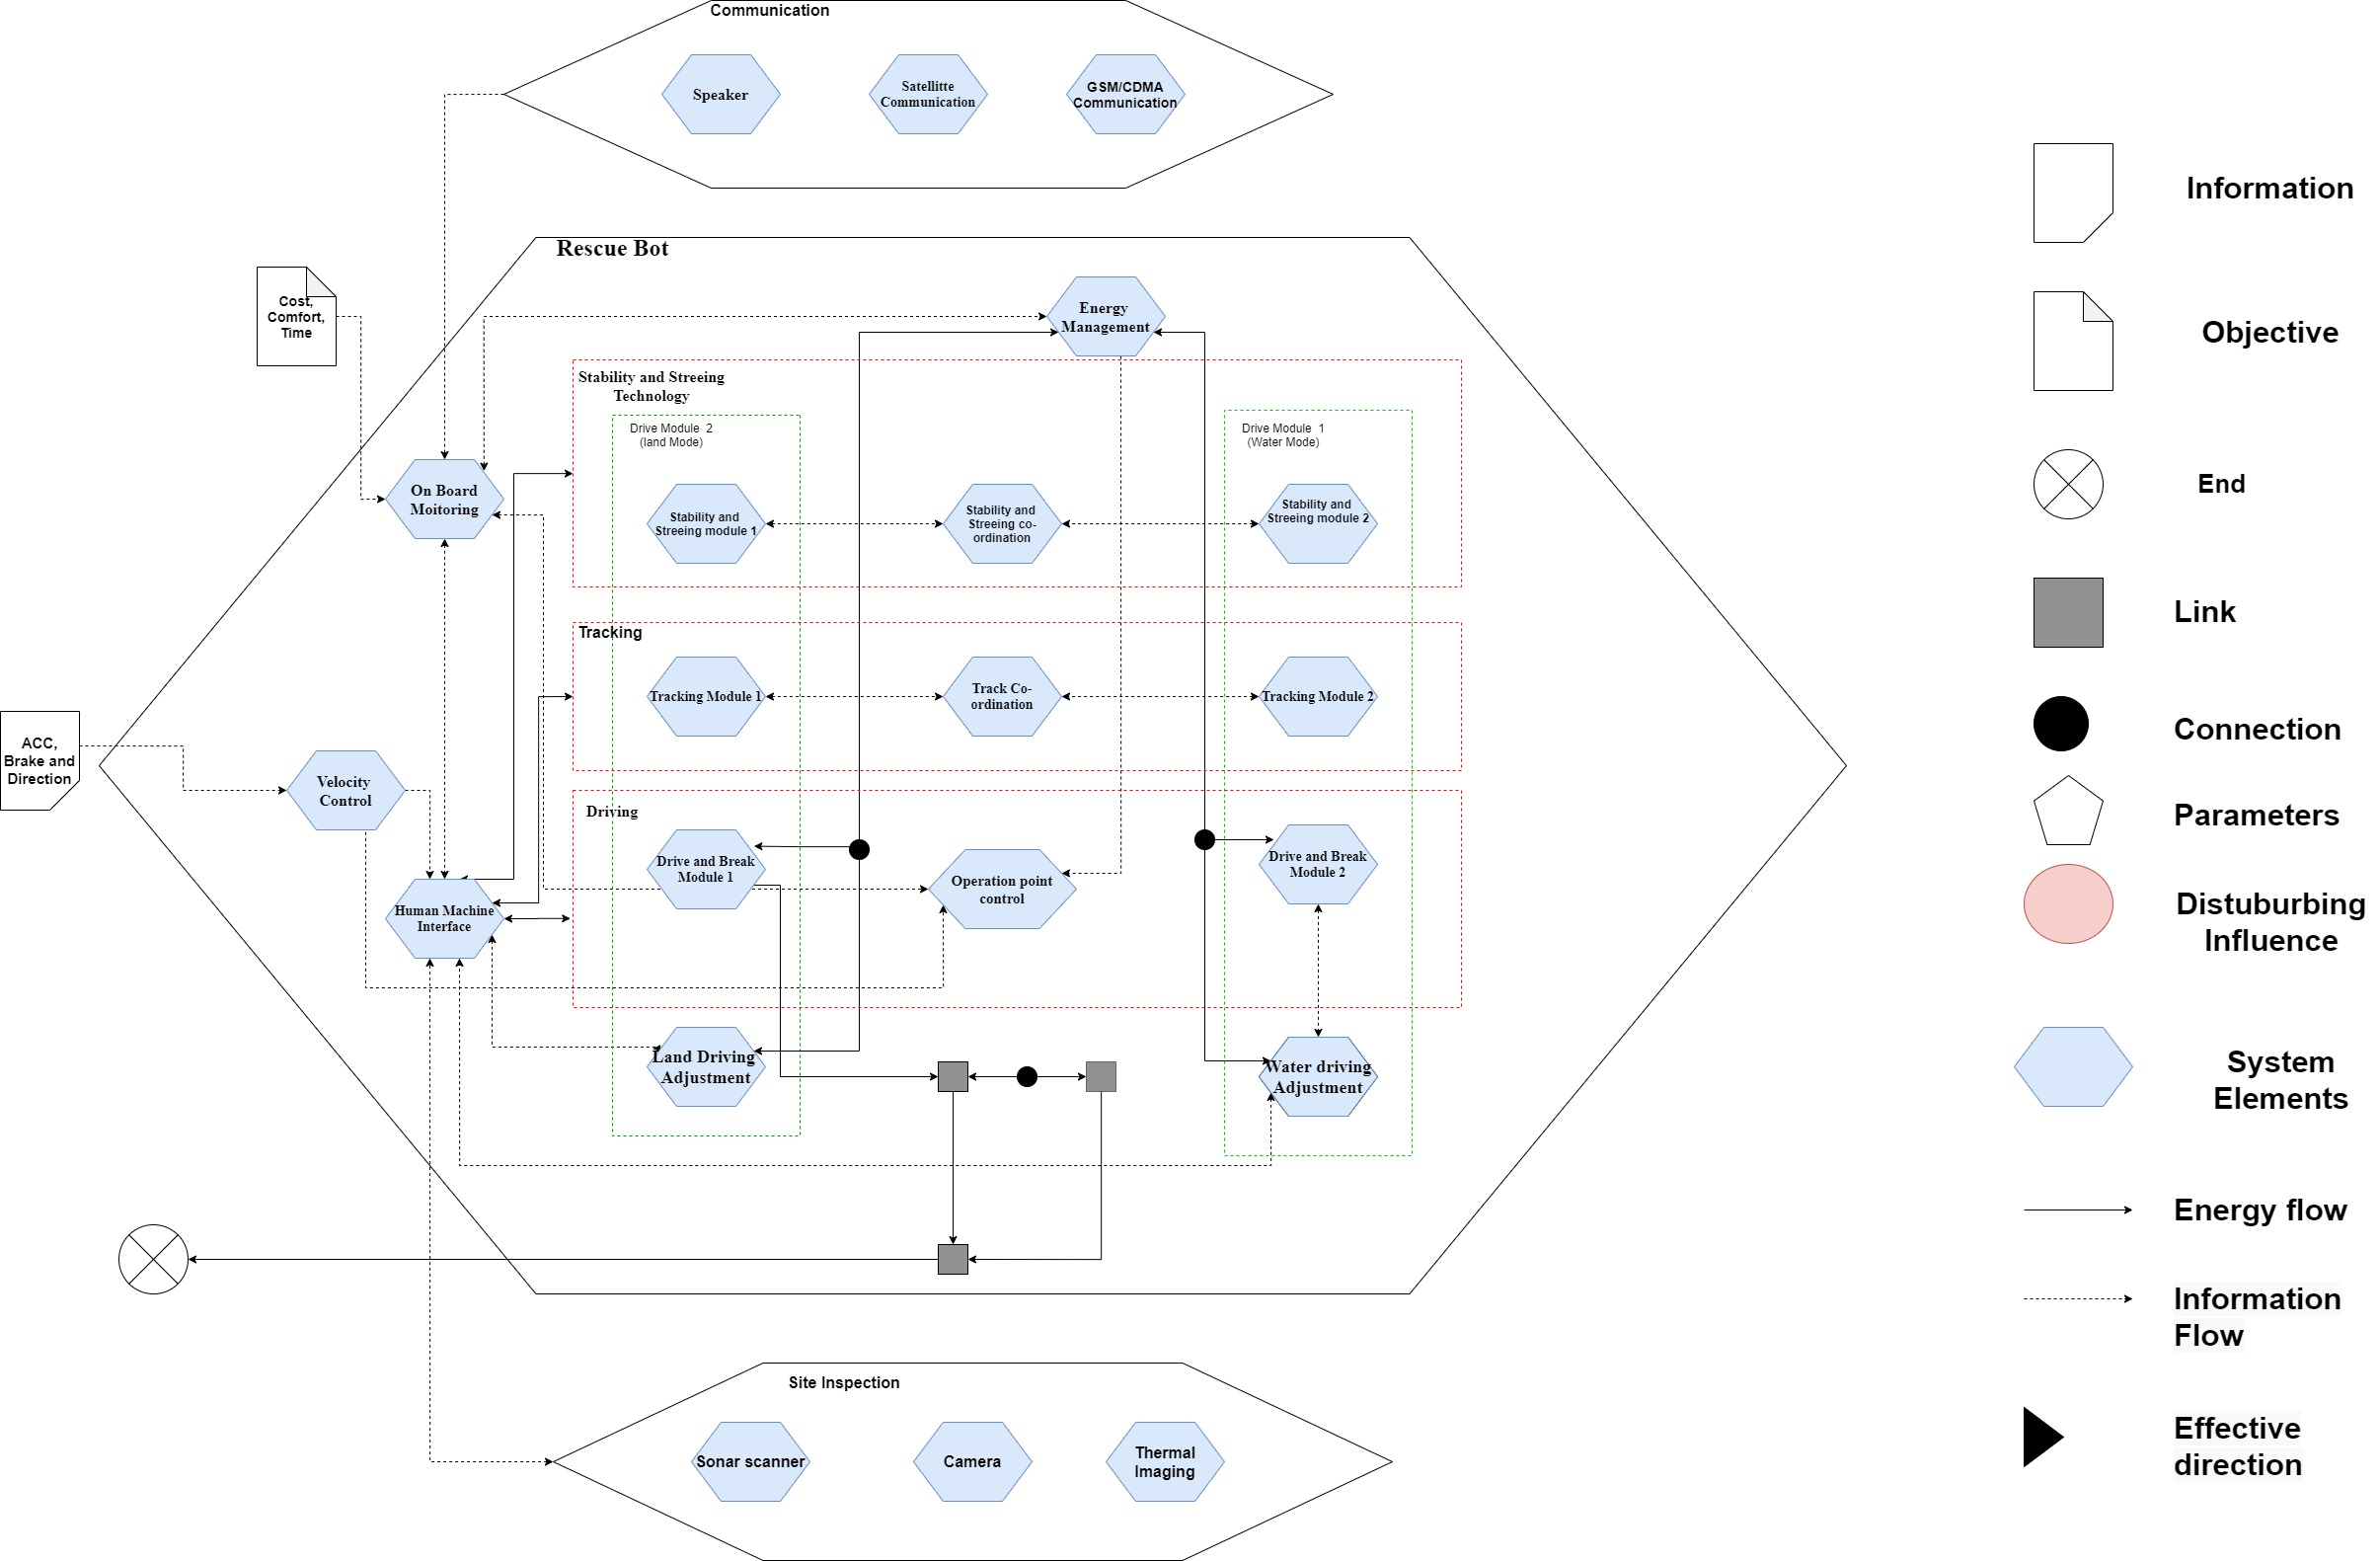 Communication
Speaker
Satellitte
Communication
GSM/CDMA
Communication
Rescue Bot
Cost,
Comfort,
Time
Energy
Management
Stability and Streeing
Technology
Drive Module 2
(land Mode)
Drive Module 1
(Water Mode)
On Board
Moitoring
Stability and
Streeing module 1
Stability and
Streeing co-
ordination
Stability and
Streeing module 2
Tracking
Tracking Module 1
Track Co-
ordination
Tracking Module 2
ACC,
Brake and
Direction
Velocity
Control
Driving
Drive and Break
Module 1
Operation point
control
Drive and Break
Module 2
Human Machine
Interface
Land Driving
Adjustment
Water driving
Adjustment
Site Inspection
Sonar scanner
Camera
Thermal
Imaging
Information
Objective
End
Link
Connection
Parameters
Distuburbing
Influence
System
Elements
Energy flow
Information
Flow
Effective
direction